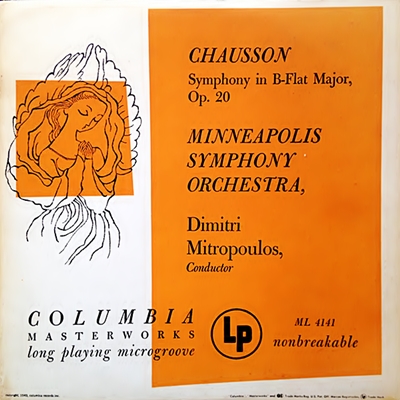 CHAUSSON
Symphony in B-Flat Major,
Op. 20
MINNEAPOLIS
SYMPHONY
ORCHESTRA,
Dimitri
Mitropoulos,
Conductor
COLUMBIA
MASTERWORKS
long playing microgroove
LP
ML 4141
nonbreakable